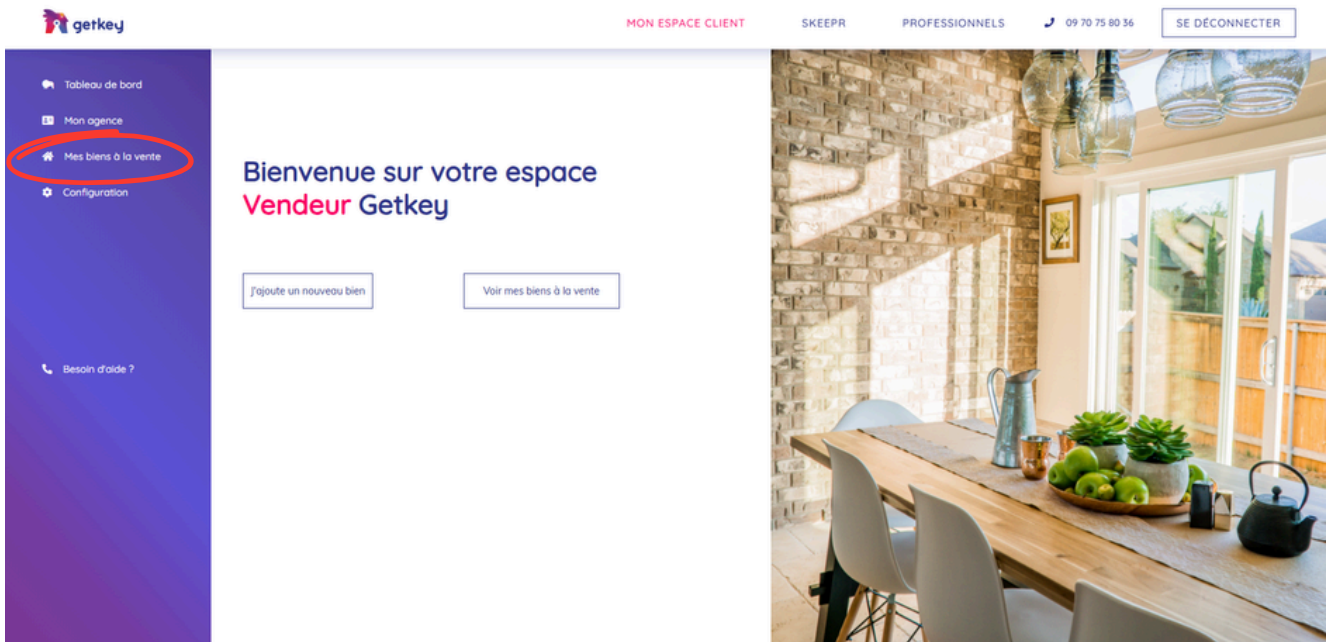 getkey
MON ESPACE CLIENT
SKEEPR
PROFESSIONNELS
09 70 75 80 36
SE DÉCONNECTER
Tableau de bord
Mon agence
Mes biens à la vente
Configuration
Besoin d'aide ?
Bienvenue sur votre espace
Vendeur Getkey
J'ajoute un nouveau bien
Voir mes biens à la vente